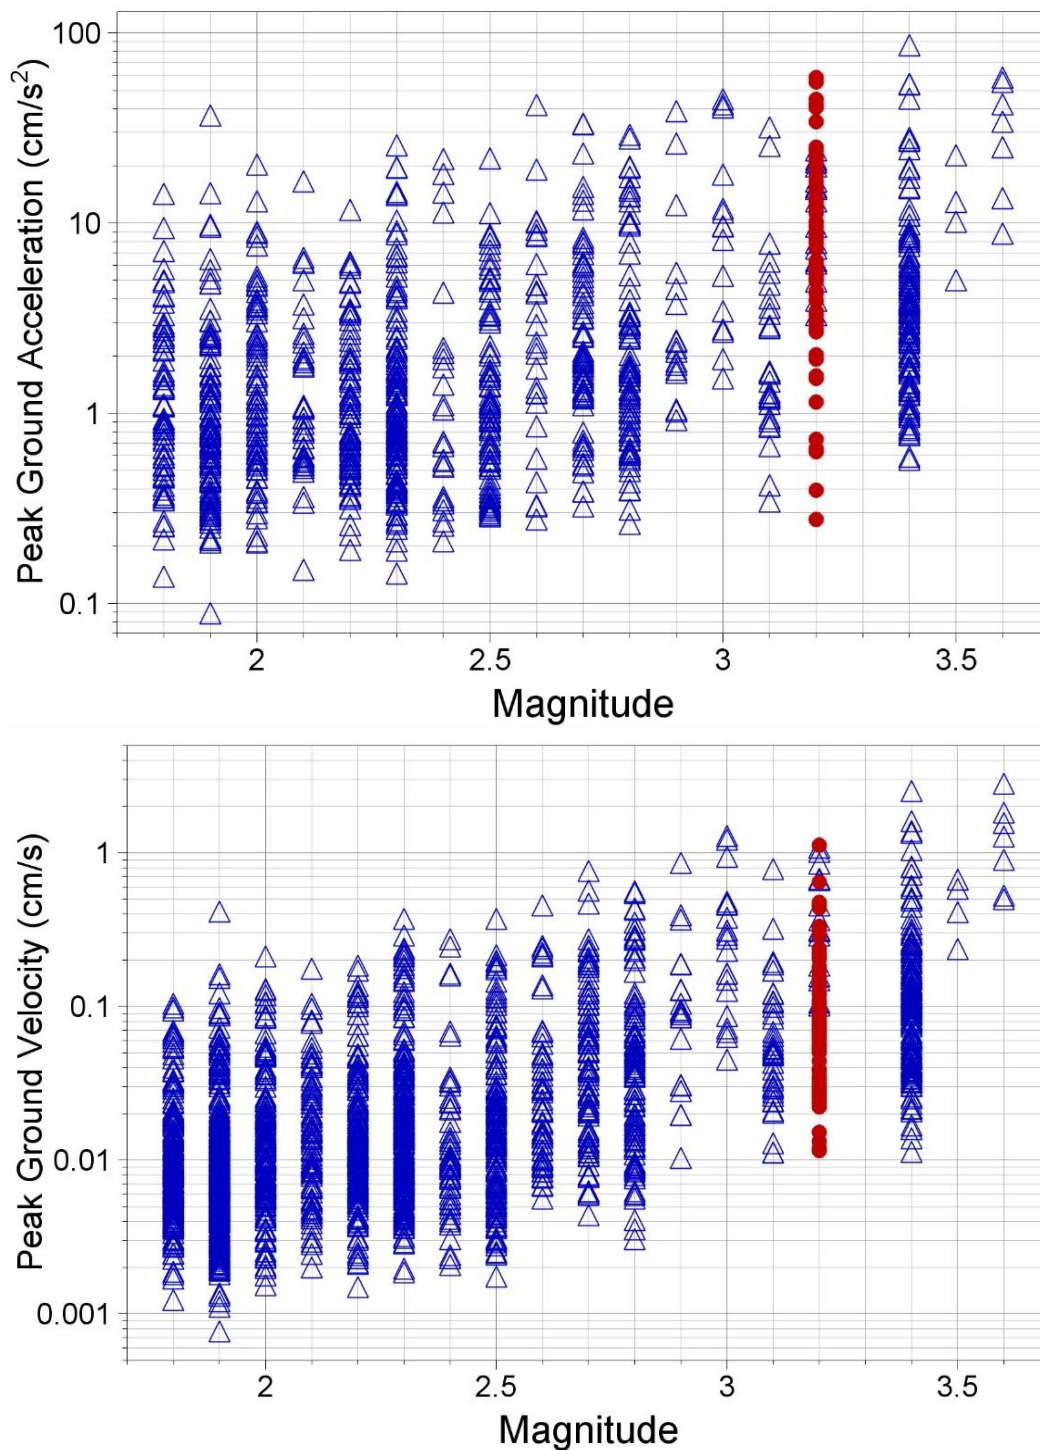 Peak Ground Acceleration (cm/s²)
100
10
1
0.1
2 2.5 3 3.5
Magnitude
Peak Ground Velocity (cm/s)
1
0.1
0.01
0.001
2 2.5 3 3.5
Magnitude